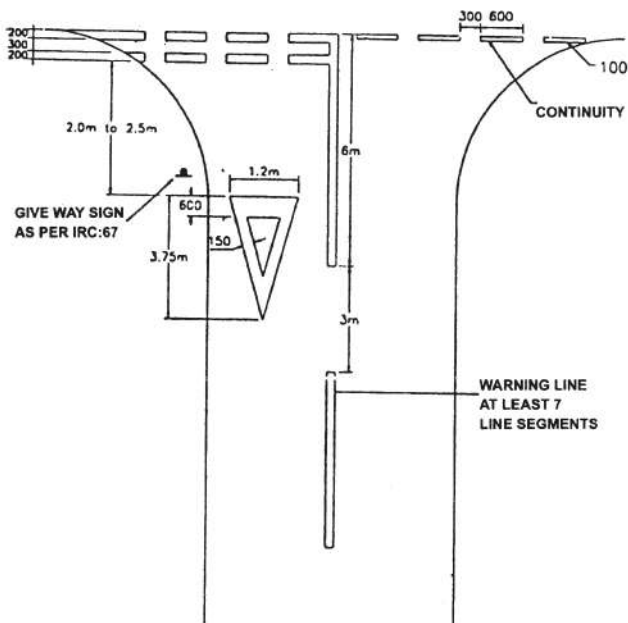 200
300
200
300 600
100
CONTINUITY
2.0m to 2.5m
6m
1.2m
600
GIVE WAY SIGN
AS PER IRC:67
150
3.75m
3m
WARNING LINE
AT LEAST 7
LINE SEGMENTS